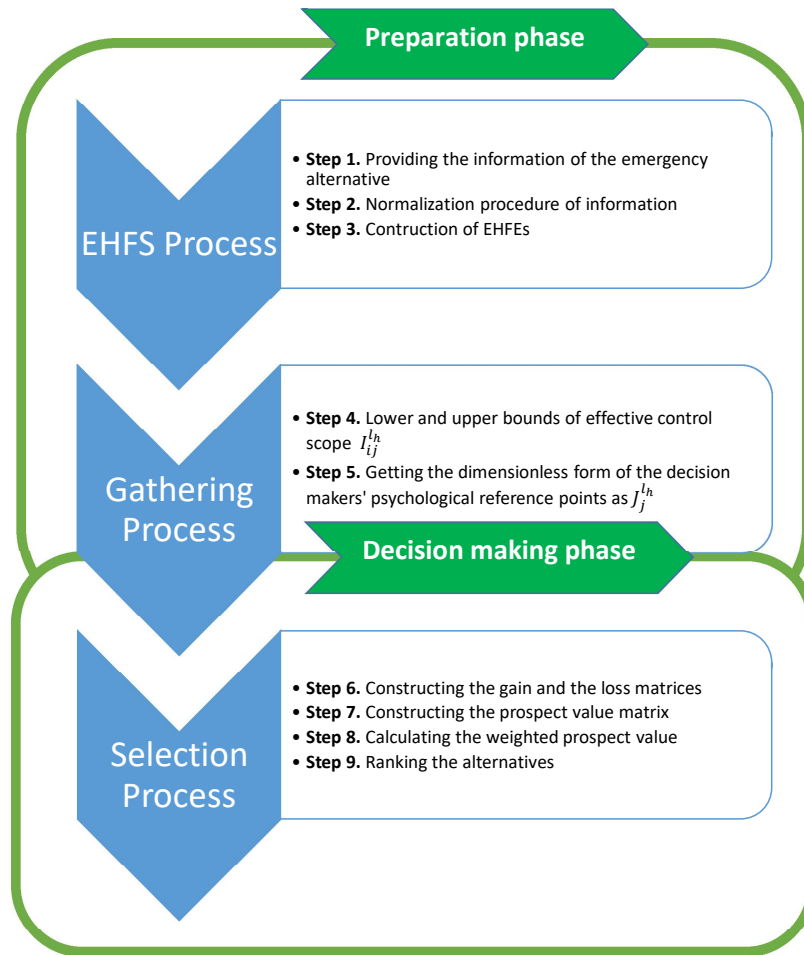 Preparation phase
EHFS Process
• Step 1. Providing the information of the emergency
alternative
• Step 2. Normalization procedure of information
• Step 3. Contruction of EHFEs
Gathering
Process
• Step 4. Lower and upper bounds of effective control
scope $I_{ij}^{l_h}$
• Step 5. Getting the dimensionless form of the decision
makers' psychological reference points as $J_j^{l_h}$
Decision making phase
Selection
Process
• Step 6. Constructing the gain and the loss matrices
• Step 7. Constructing the prospect value matrix
• Step 8. Calculating the weighted prospect value
• Step 9. Ranking the alternatives